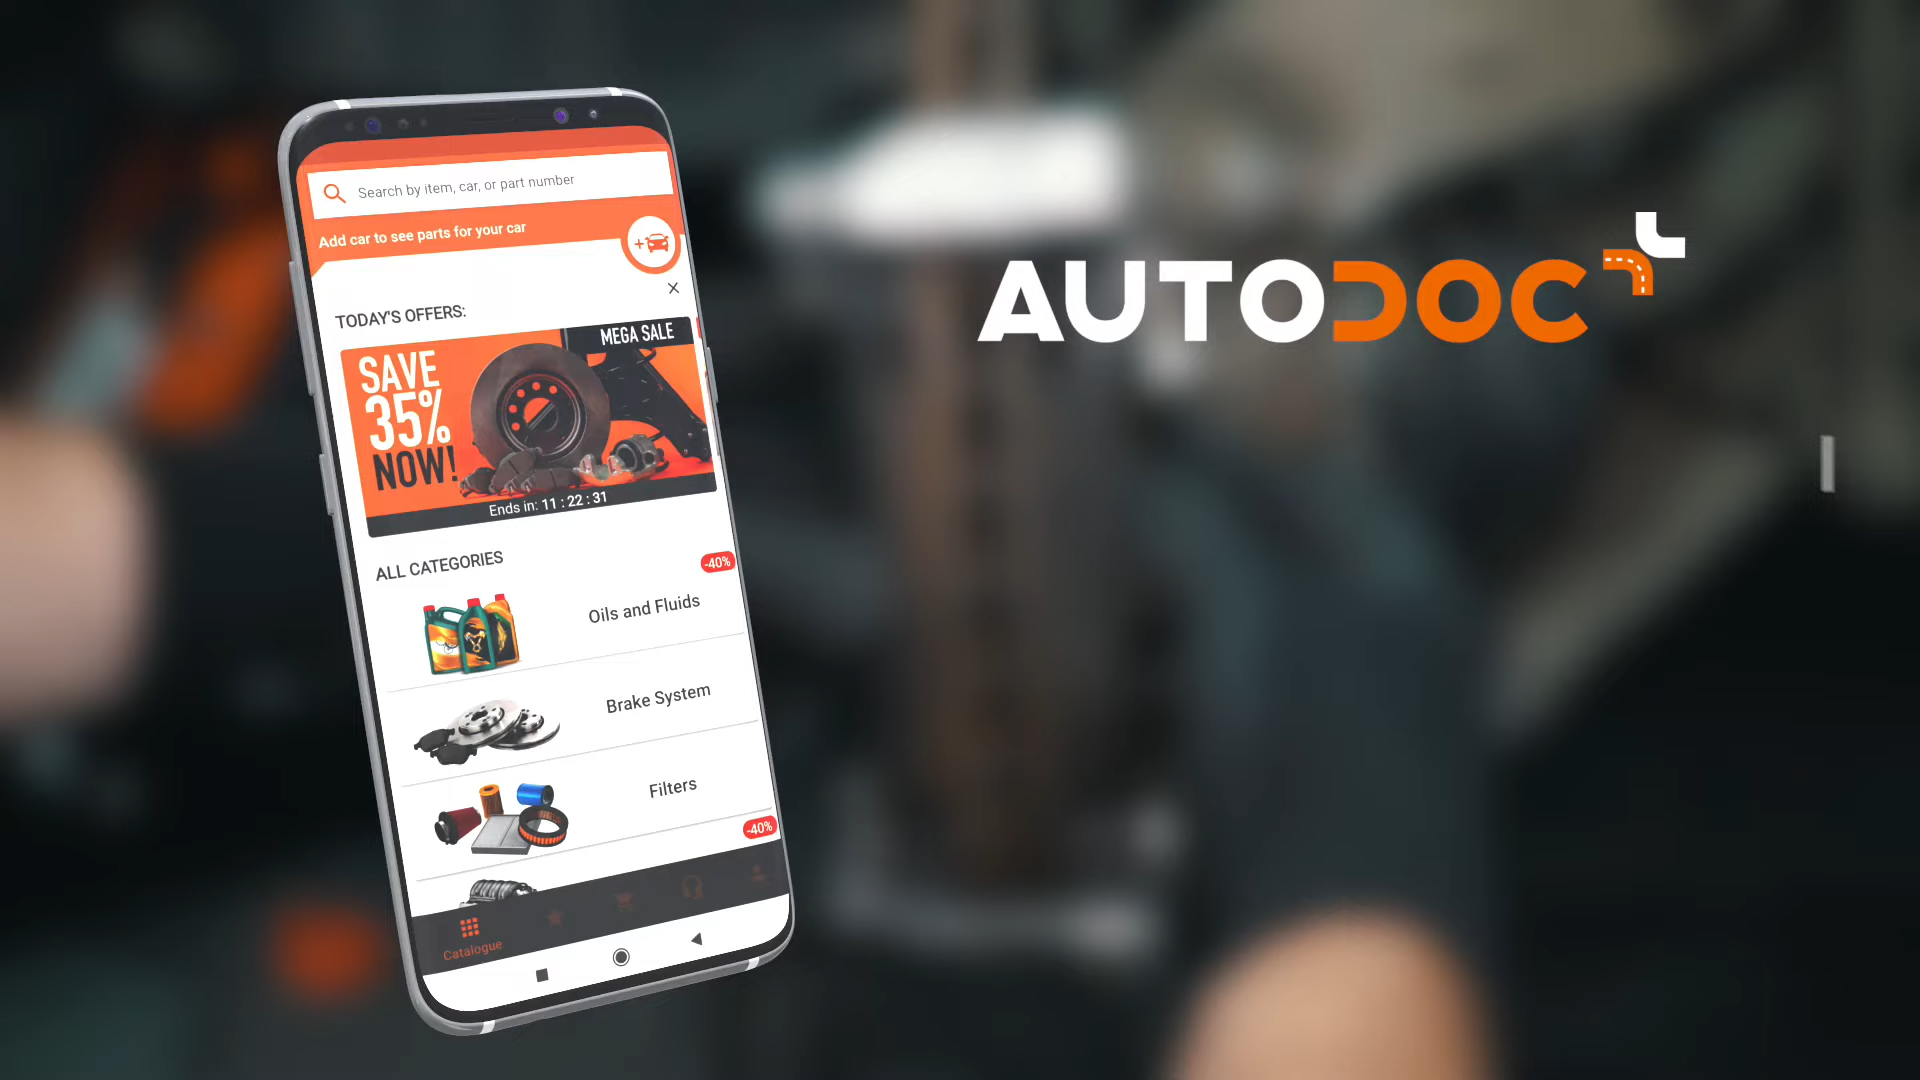 Search by item, car, or part number
Add car to see parts for your car
TODAY'S OFFERS:
MEGA SALE
SAVE
35%
NOW!
Ends in: 11 : 22 : 31
ALL CATEGORIES
-40%
Oils and Fluids
Brake System
Filters
-40%
Catalogue
AUTODOC